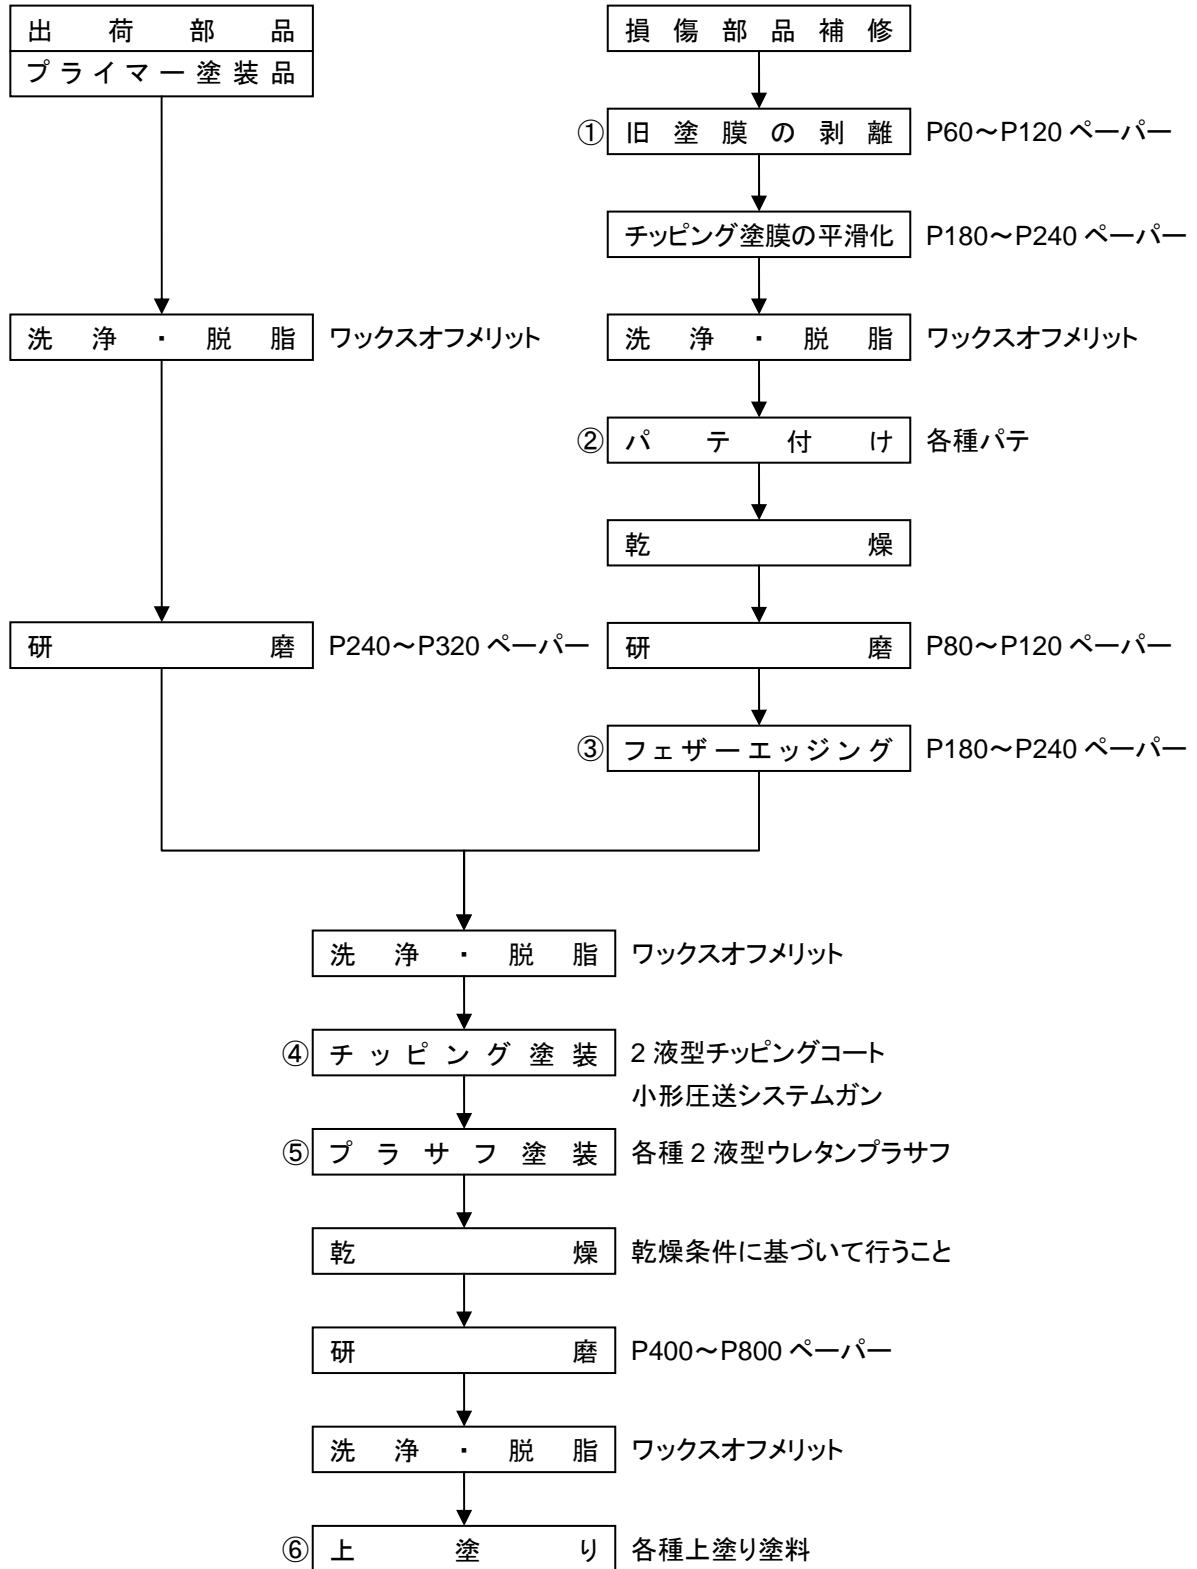 出荷部品
プライマー塗装品
損傷部品補修
① 旧塗膜の剥離 P60～P120 ペーパー
チッピング塗膜の平滑化 P180～P240 ペーパー
洗浄・脱脂 ワックスオフメリット
洗浄・脱脂 ワックスオフメリット
② パテ付け 各種パテ
乾燥
研磨 P240～P320 ペーパー
研磨 P80～P120 ペーパー
③ フェザーエッジング P180～P240 ペーパー
洗浄・脱脂 ワックスオフメリット
④ チッピング塗装 2 液型チッピングコート
小形圧送システムガン
⑤ プラサフ塗装 各種 2 液型ウレタンプラサフ
乾燥 乾燥条件に基づいて行うこと
研磨 P400～P800 ペーパー
洗浄・脱脂 ワックスオフメリット
⑥ 上塗り 各種上塗り塗料